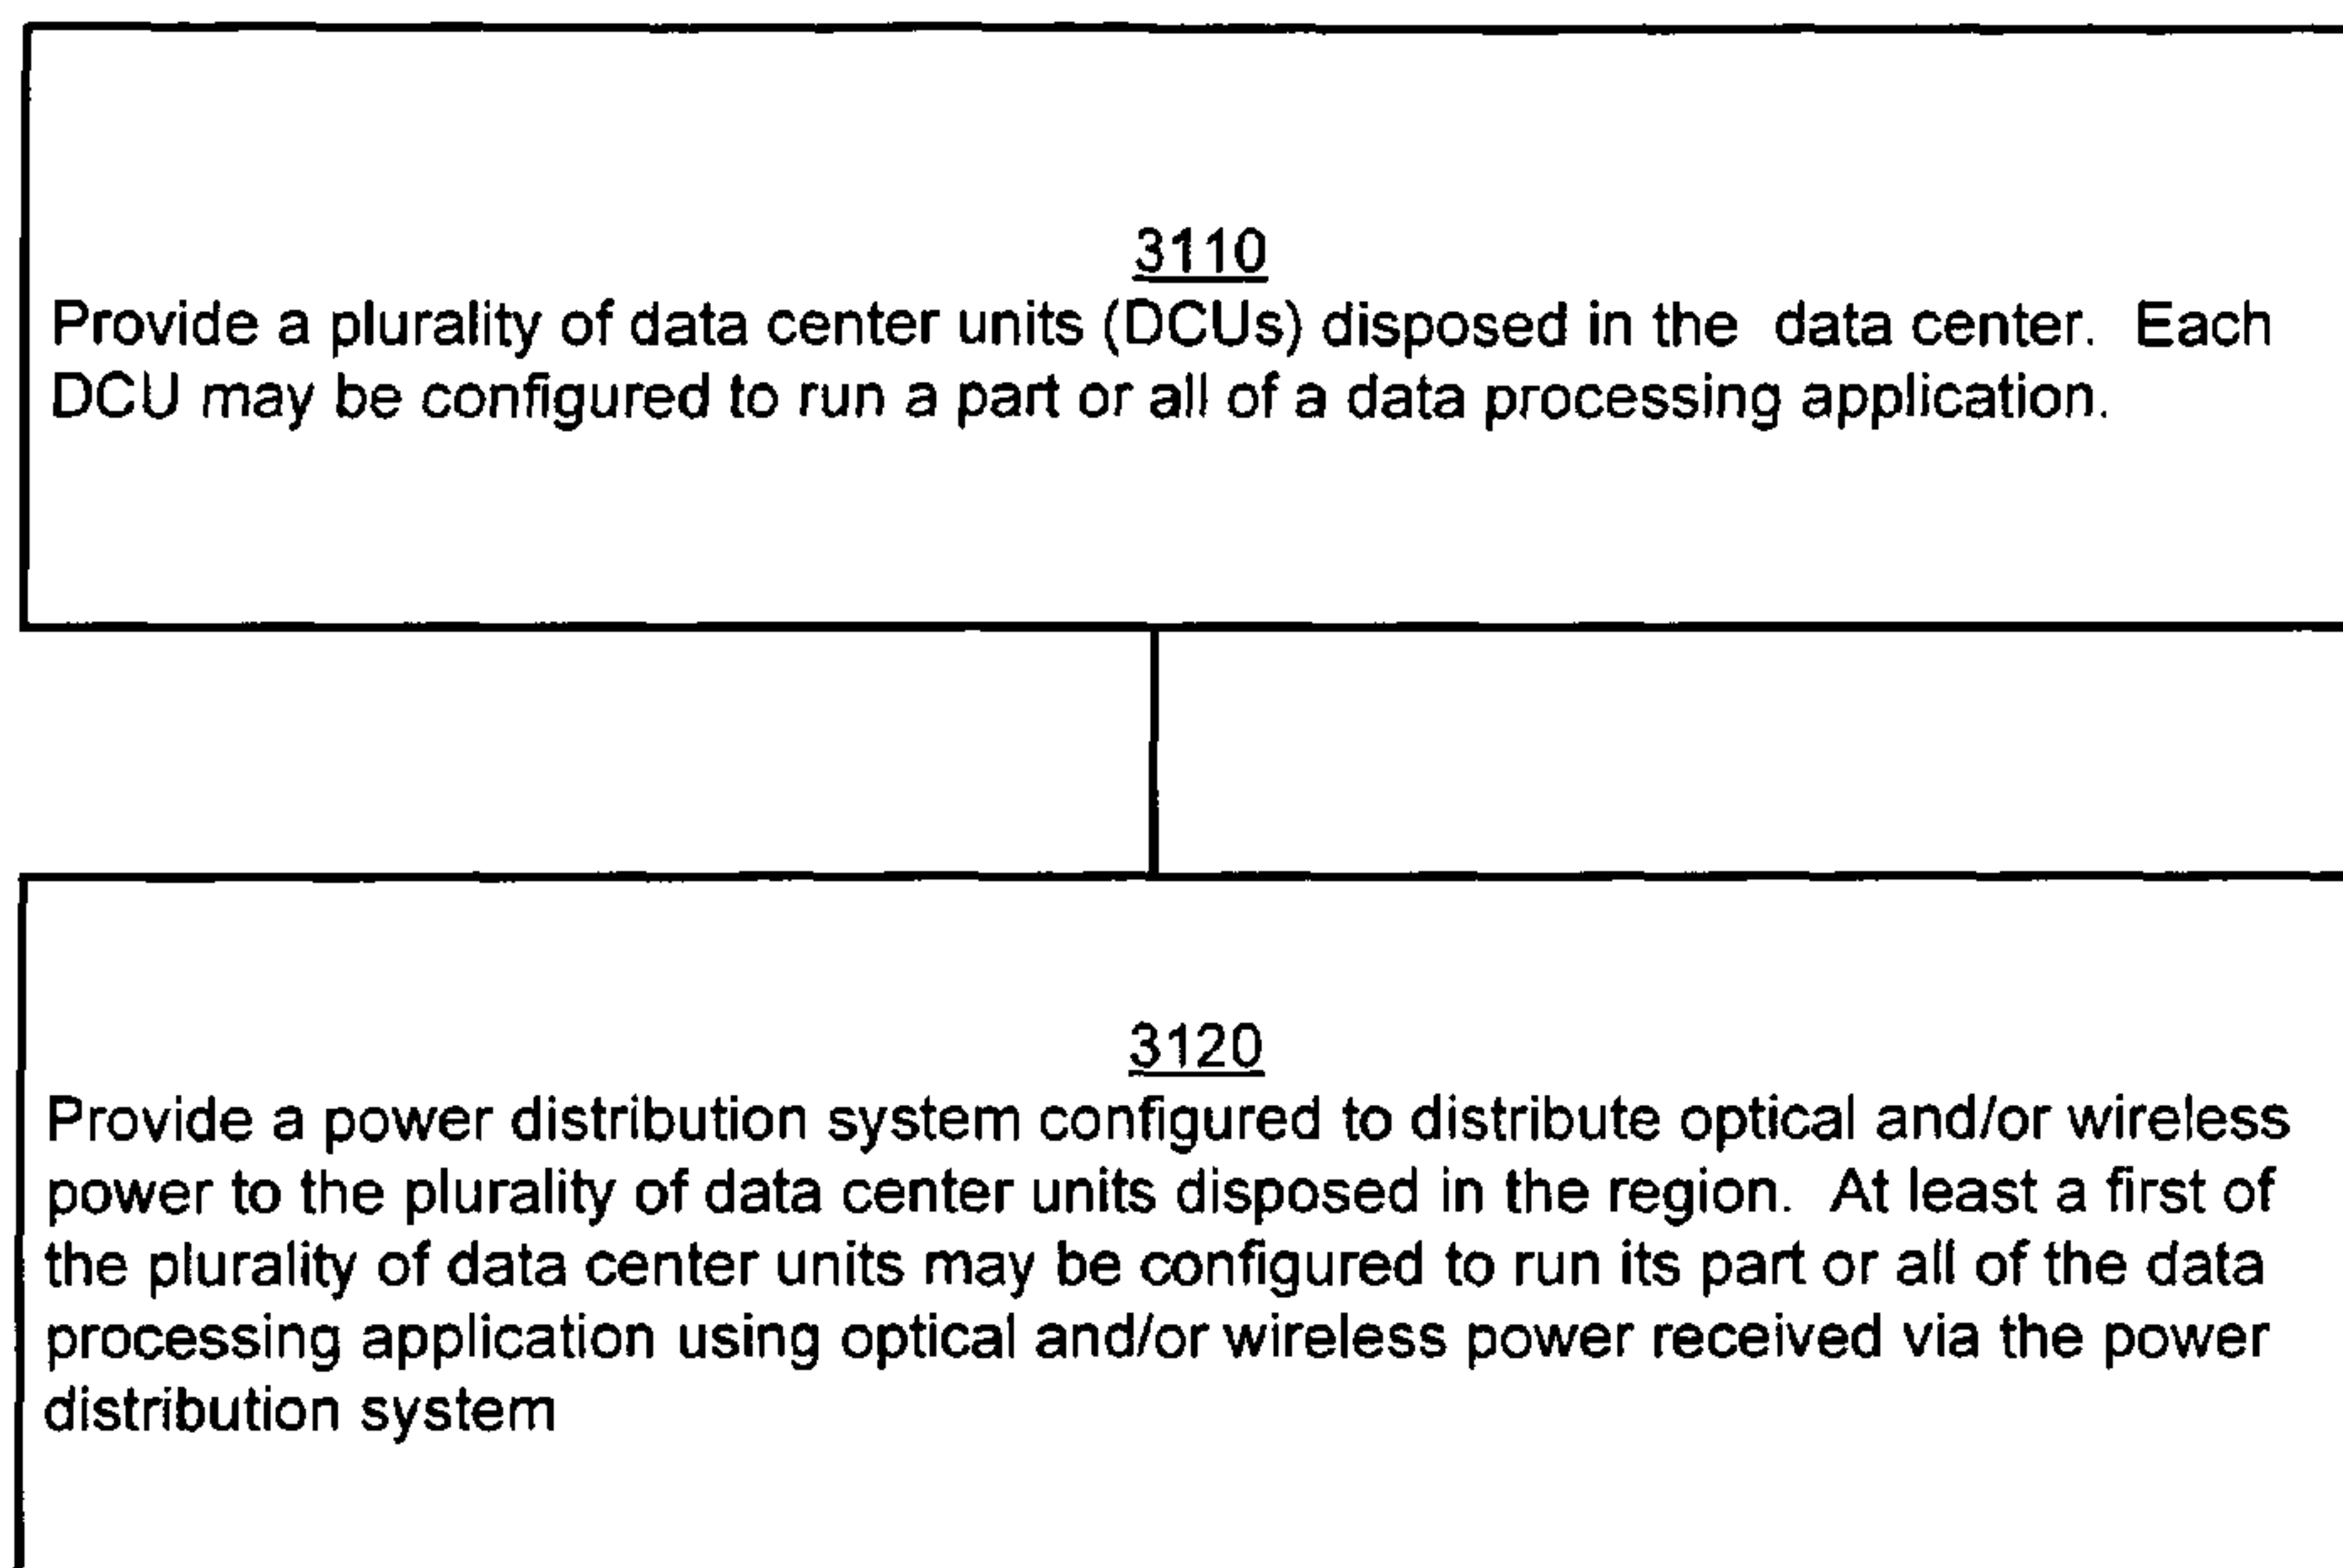 3110
Provide a plurality of data center units (DCUs) disposed in the data center. Each
DCU may be configured to run a part or all of a data processing application.
3120
Provide a power distribution system configured to distribute optical and/or wireless
power to the plurality of data center units disposed in the region. At least a first of
the plurality of data center units may be configured to run its part or all of the data
processing application using optical and/or wireless power received via the power
distribution system